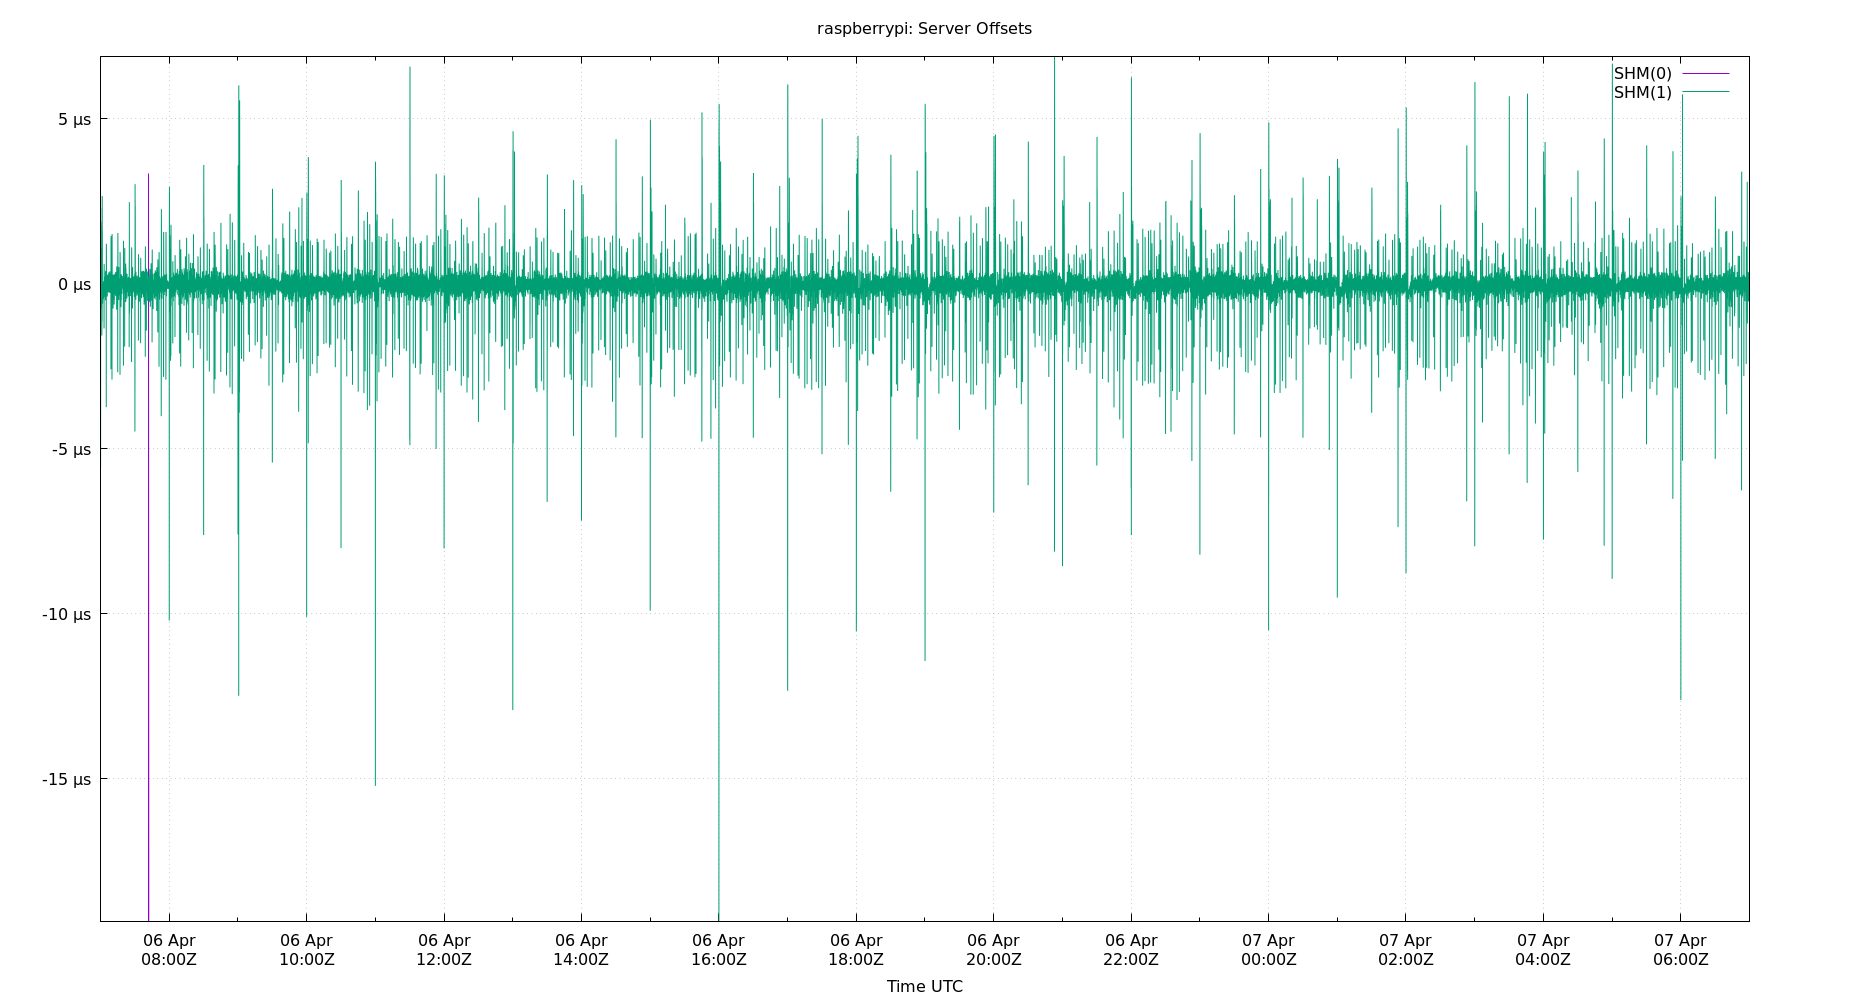 raspberrypi: Server Offsets
SHM(0)
SHM(1)
5 µs
0 µs
-5 µs
-10 µs
-15 µs
06 Apr 06 Apr 06 Apr 06 Apr 06 Apr 06 Apr 06 Apr 06 Apr 07 Apr 07 Apr 07 Apr 07 Apr
08:00Z 10:00Z 12:00Z 14:00Z 16:00Z 18:00Z 20:00Z 22:00Z 00:00Z 02:00Z 04:00Z 06:00Z
Time UTC